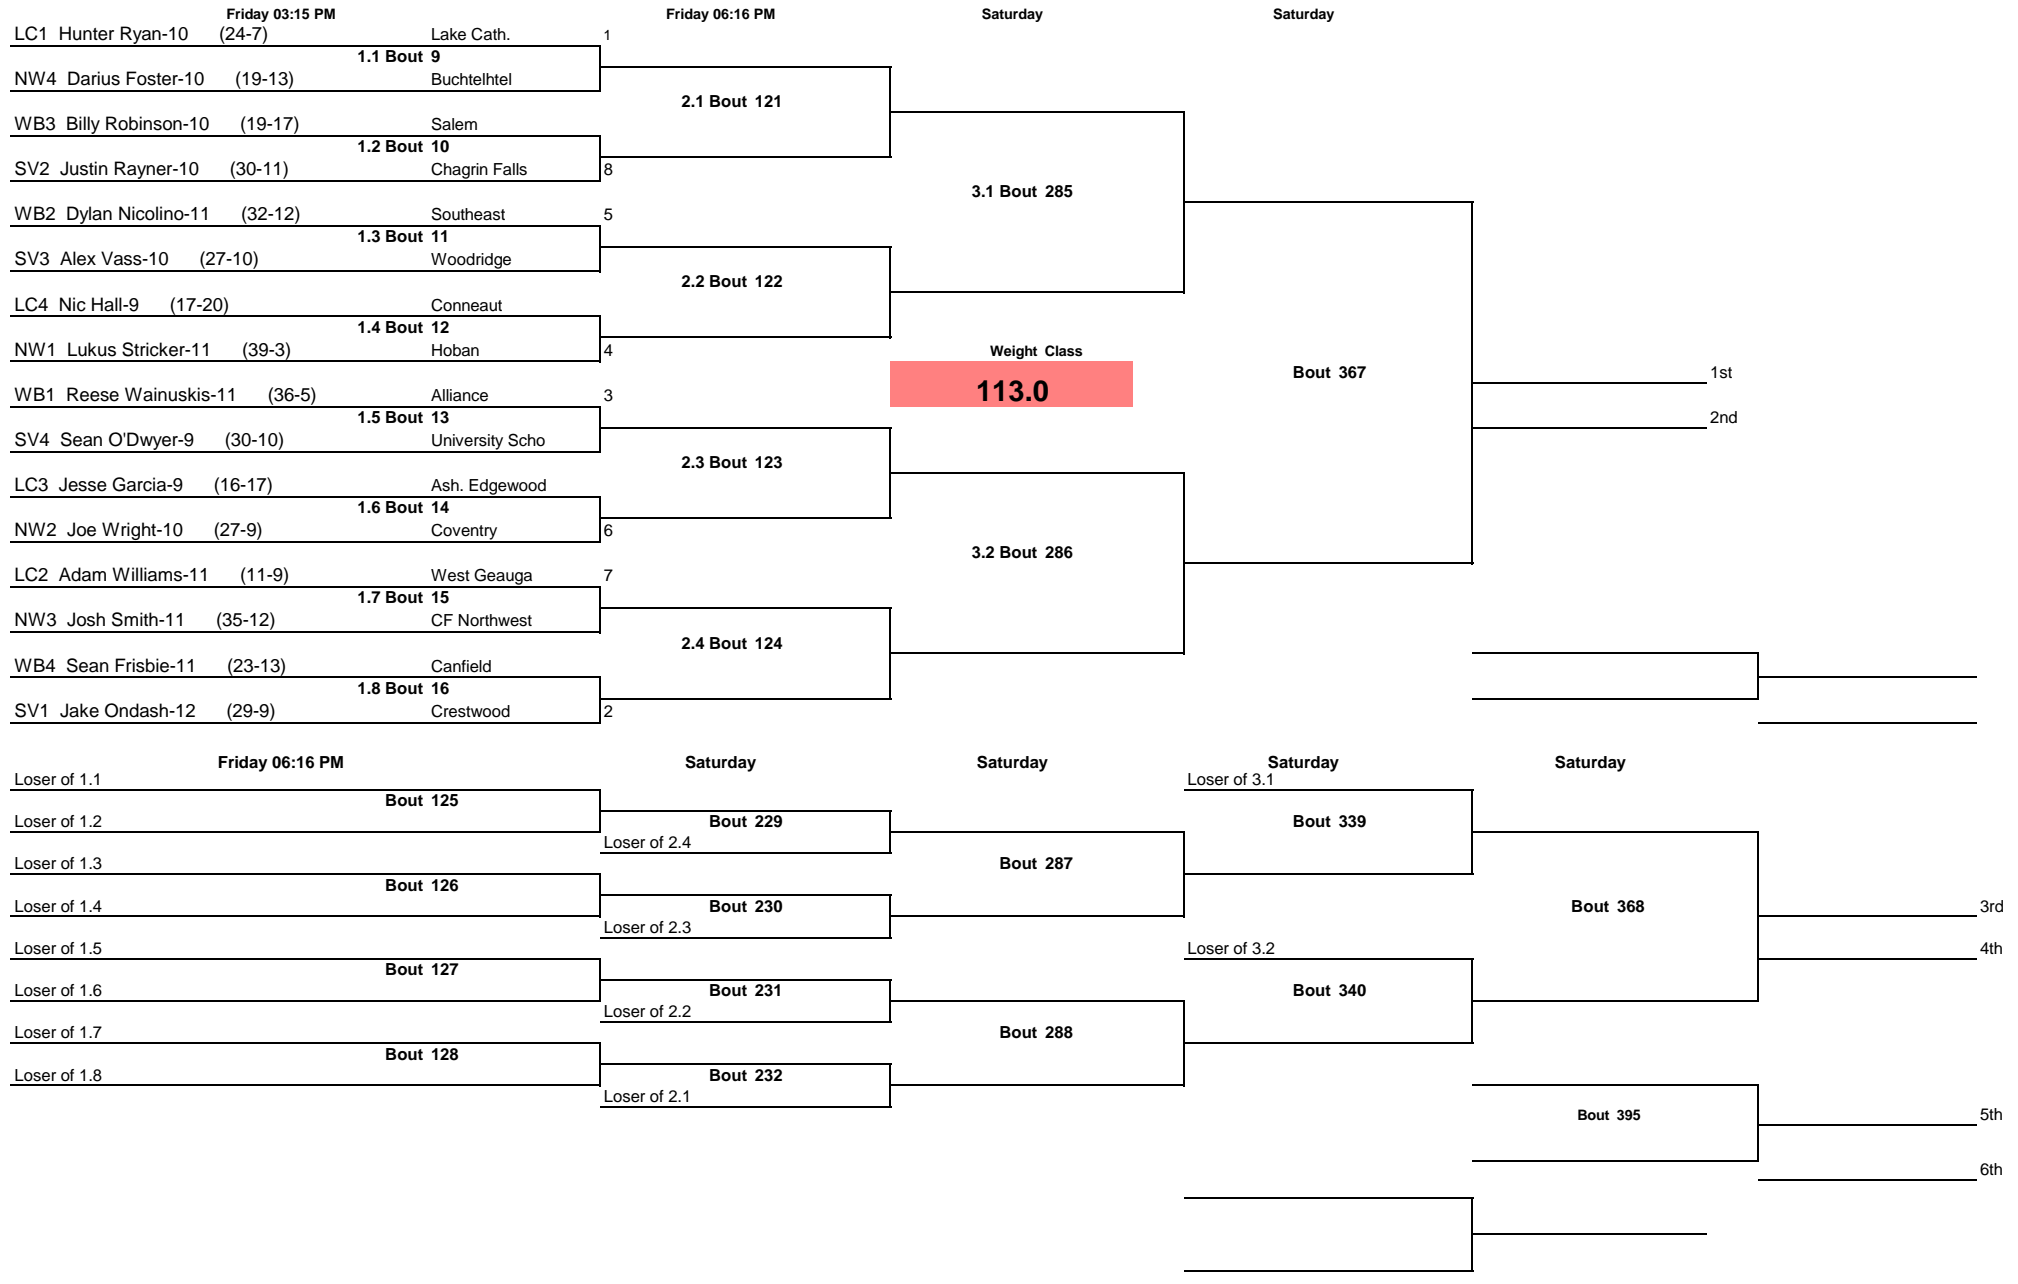 Friday 03:15 PM Friday 06:16 PM Saturday Saturday
LC1 Hunter Ryan-10 (24-7) Lake Cath. 1
1.1 Bout 9
NW4 Darius Foster-10 (19-13) Buchtelhtel
2.1 Bout 121
WB3 Billy Robinson-10 (19-17) Salem
1.2 Bout 10
SV2 Justin Rayner-10 (30-11) Chagrin Falls 8
3.1 Bout 285
WB2 Dylan Nicolino-11 (32-12) Southeast 5
1.3 Bout 11
SV3 Alex Vass-10 (27-10) Woodridge
2.2 Bout 122
LC4 Nic Hall-9 (17-20) Conneaut
1.4 Bout 12
NW1 Lukus Stricker-11 (39-3) Hoban 4
Weight Class
Bout 367 1st
113.0
WB1 Reese Wainuskis-11 (36-5) Alliance 3
1.5 Bout 13 2nd
SV4 Sean O'Dwyer-9 (30-10) University Scho
2.3 Bout 123
LC3 Jesse Garcia-9 (16-17) Ash. Edgewood
1.6 Bout 14
NW2 Joe Wright-10 (27-9) Coventry 6
3.2 Bout 286
LC2 Adam Williams-11 (11-9) West Geauga 7
1.7 Bout 15
NW3 Josh Smith-11 (35-12) CF Northwest
2.4 Bout 124
WB4 Sean Frisbie-11 (23-13) Canfield
1.8 Bout 16
SV1 Jake Ondash-12 (29-9) Crestwood 2
Friday 06:16 PM Saturday Saturday Saturday Saturday
Loser of 1.1 Loser of 3.1
Bout 125
Loser of 1.2 Bout 229 Bout 339
Loser of 2.4
Loser of 1.3 Bout 287
Bout 126
Loser of 1.4 Bout 230 Bout 368 3rd
Loser of 2.3
Loser of 1.5 Loser of 3.2 4th
Bout 127
Loser of 1.6 Bout 231 Bout 340
Loser of 2.2
Loser of 1.7 Bout 288
Bout 128
Loser of 1.8 Bout 232
Loser of 2.1
Bout 395 5th
6th